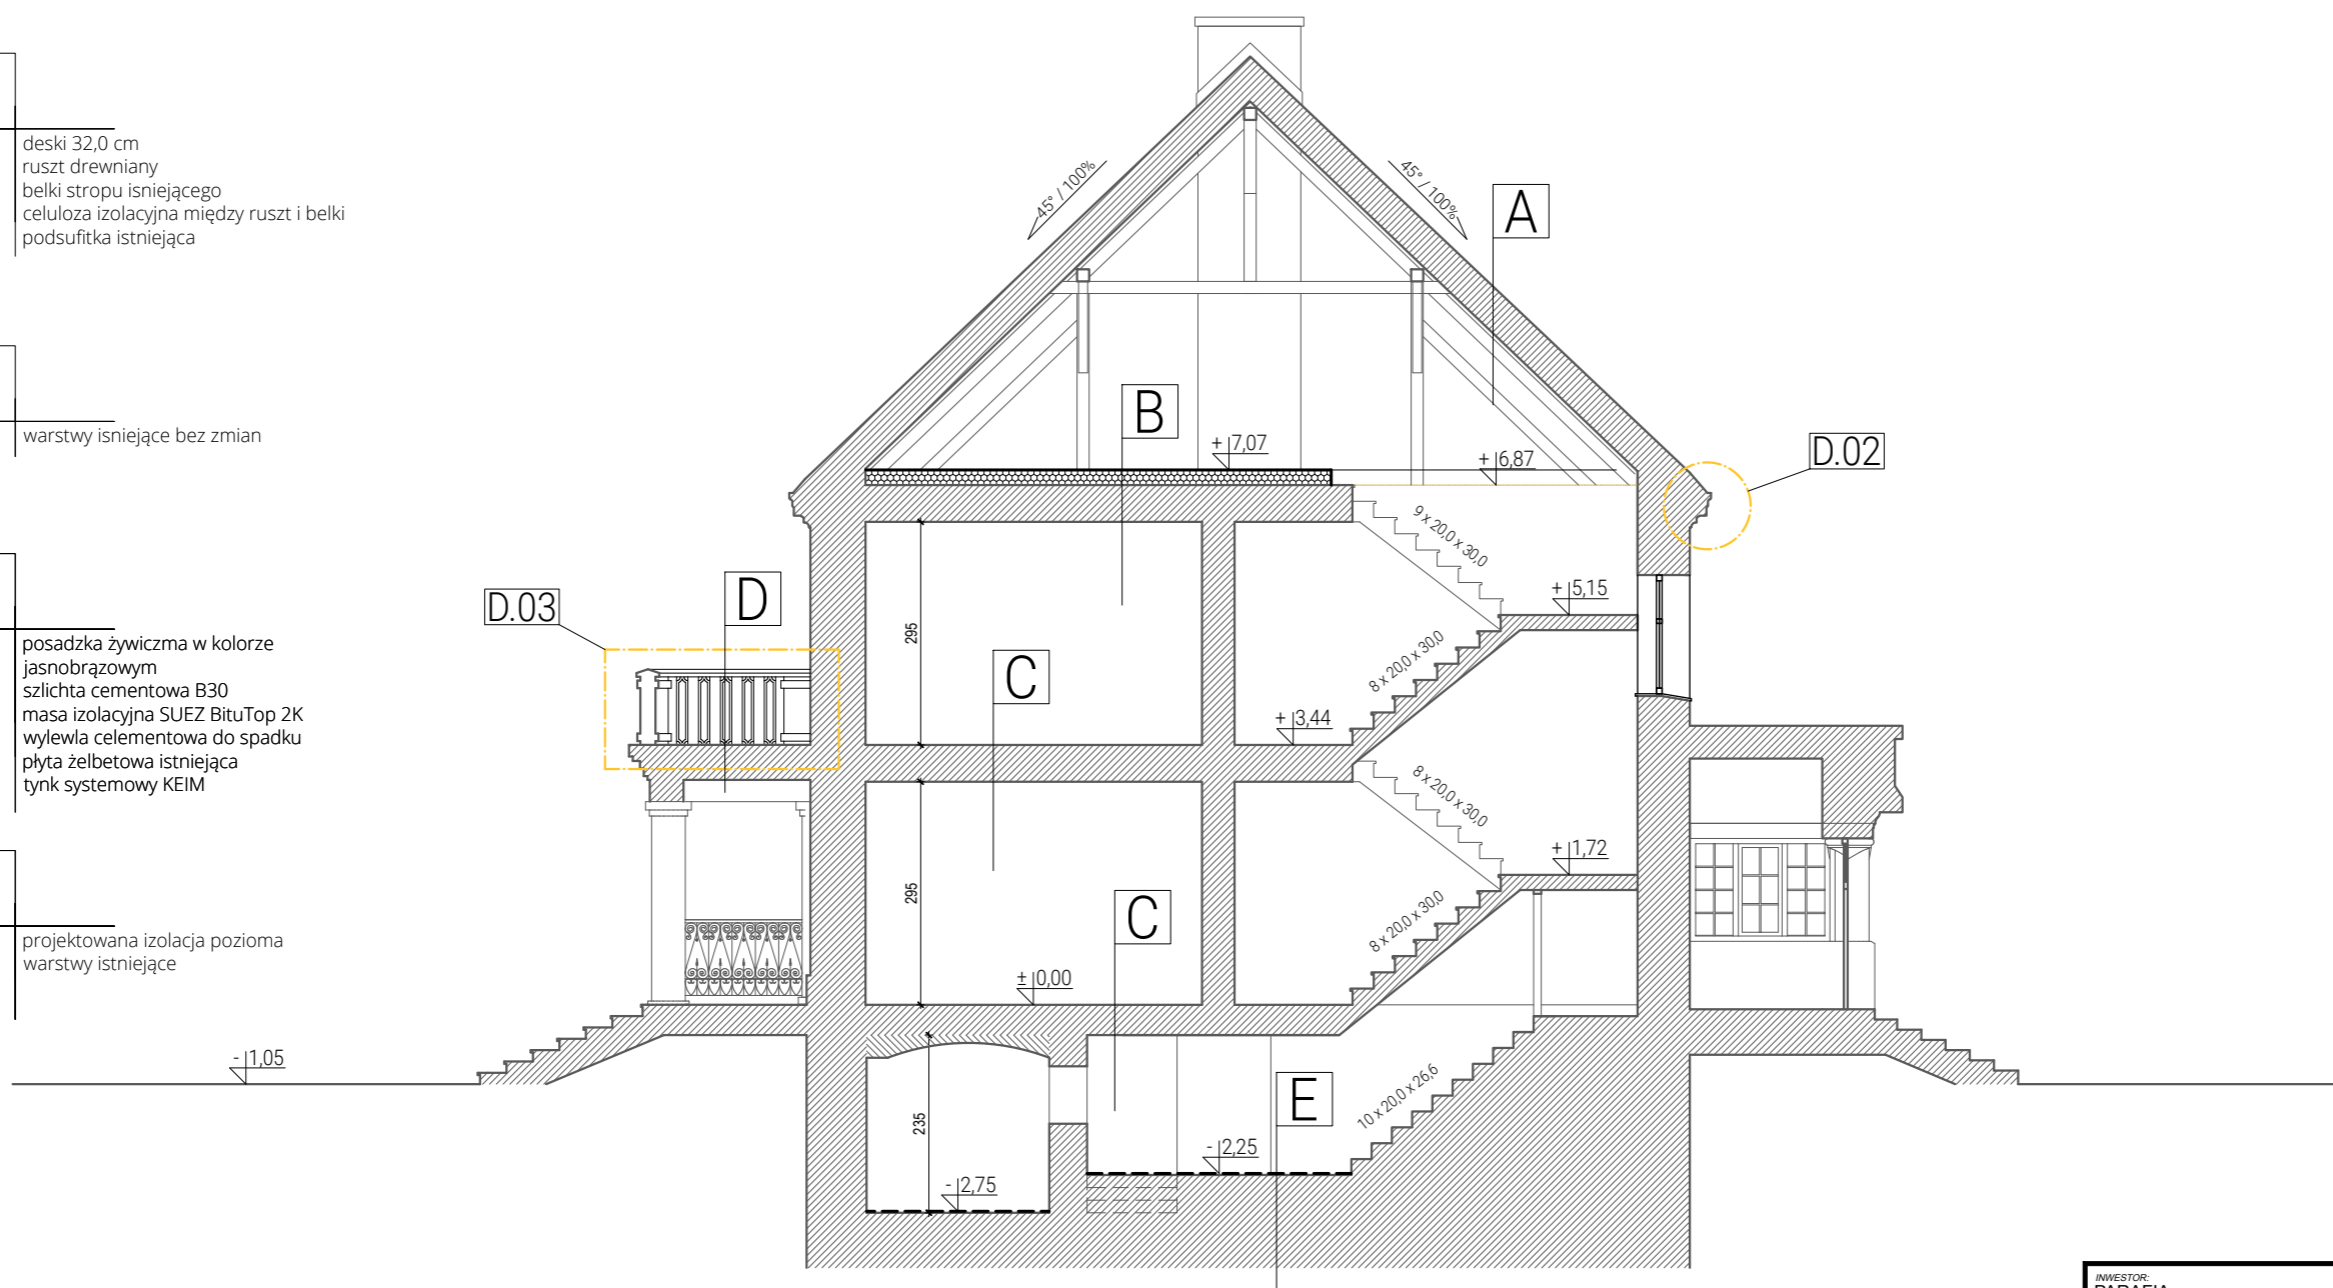 deski 32,0 cm
ruszt drewniany
belki stropu isniejącego
celuloza izolacyjna między ruszt i belki
podsufitka istniejąca
warstwy isniejące bez zmian
posadzka żywiczma w kolorze
jasnobrązowym
szlichta cementowa B30
masa izolacyjna SUEZ BituTop 2K
wylewla celementowa do spadku
płyta żelbetowa istniejąca
tynk systemowy KEIM
projektowana izolacja pozioma
warstwy istniejące
45° / 100%
45° / 100%
A
B
+ 7,07
+ 6,87
D.02
9 x 20,0 x 30,0
+ 5,15
D.03
D
295
C
8 x 20,0 x 30,0
+ 3,44
8 x 20,0 x 30,0
+ 1,72
295
C
8 x 20,0 x 30,0
± 0,00
- 1,05
235
E
10 x 20,0 x 26,6
- 2,25
- 2,75
INWESTOR: